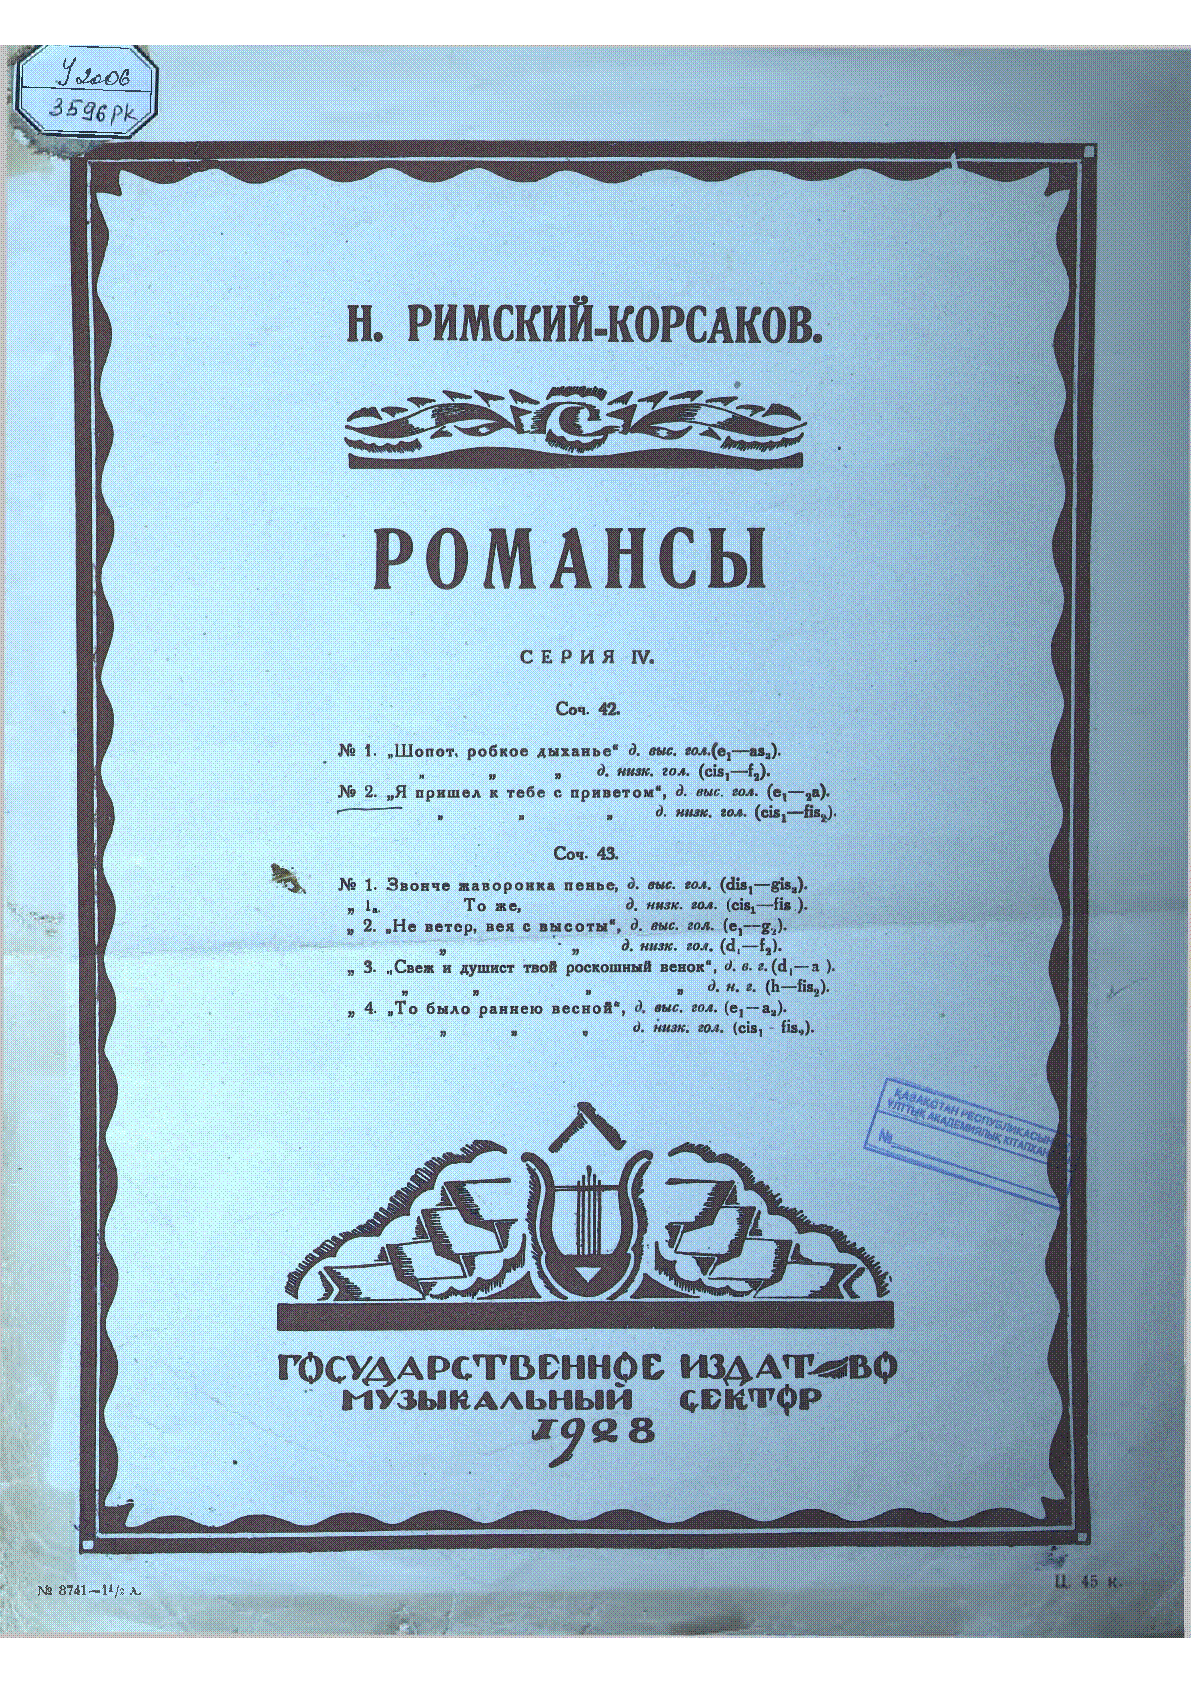 У 2006
3596 РК
Н. РИМСКИЙ-КОРСАКОВ.
РОМАНСЫ
СЕРИЯ IV.
Соч. 42.
№ 1. „Шопот, робкое дыханье“ д. выс. гол. (e₁—as₂).
„ „ „ д. низк. гол. (cis₁—f₂).
№ 2. „Я пришел к тебе с приветом“, д. выс. гол. (e₁—₂a).
„ „ „ д. низк. гол. (cis₁—fis₂).
Соч. 43.
№ 1. Звонче жаворонка пенье, д. выс. гол. (dis₁—gis₂).
„ 1а. То же, д. низк. гол. (cis₁—fis ).
„ 2. „Не ветер, вея с высоты“, д. выс. гол. (e₁—g₂).
„ „ д. низк. гол. (d₁—f₂).
„ 3. „Свеж и душист твой роскошный венок“, д. в. г. (d₁—a ).
„ „ „ „ д. н. г. (h—fis₂).
„ 4. „То было раннею весной“, д. выс. гол. (e₁—a₂).
„ „ „ д. низк. гол. (cis₁ - fis₂).
ҚАЗАҚСТАН РЕСПУБЛИКАСЫН
ҰЛТТЫҚ АКАДЕМИЯЛЫҚ КІТАПХАН
№
ГОСУДАРСТВЕННОЕ ИЗДАТ-ВО
МУЗЫКАЛЬНЫЙ СЕКТОР
1928
№ 8741—1¹/₂ л.
Ц. 45 к.